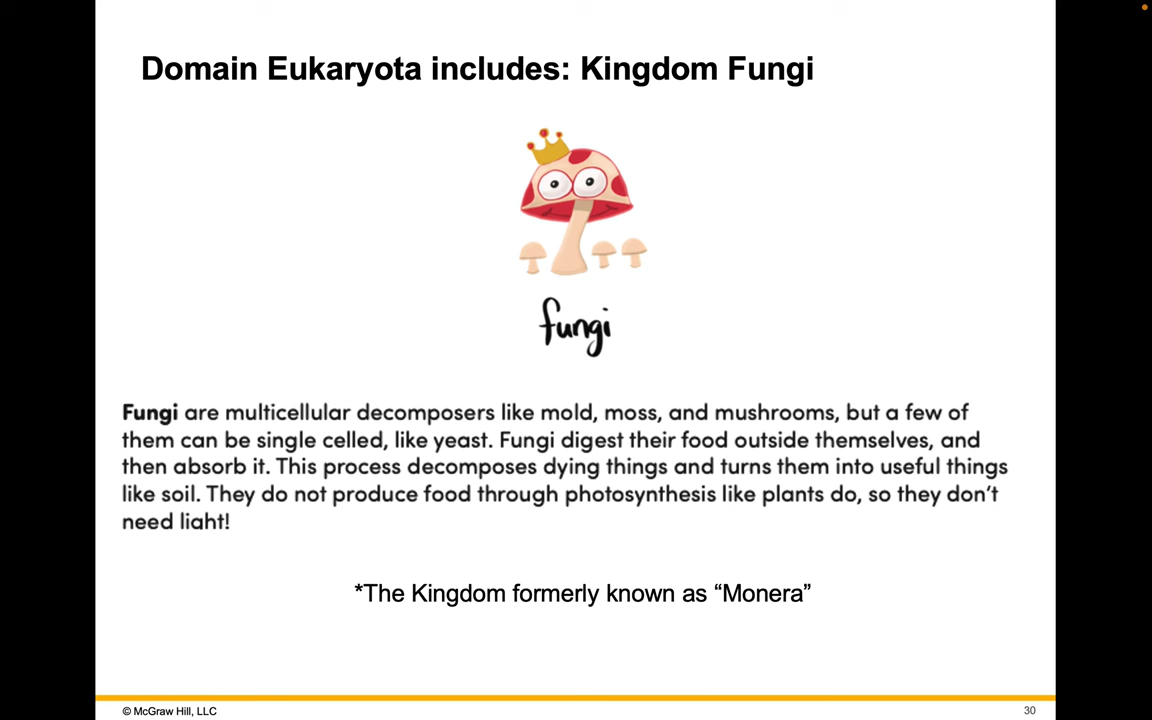 Domain Eukaryota includes: Kingdom Fungi
fungi
Fungi are multicellular decomposers like mold, moss, and mushrooms, but a few of
them can be single celled, like yeast. Fungi digest their food outside themselves, and
then absorb it. This process decomposes dying things and turns them into useful things
like soil. They do not produce food through photosynthesis like plants do, so they don't
need light!
*The Kingdom formerly known as “Monera”
© McGraw Hill, LLC
30